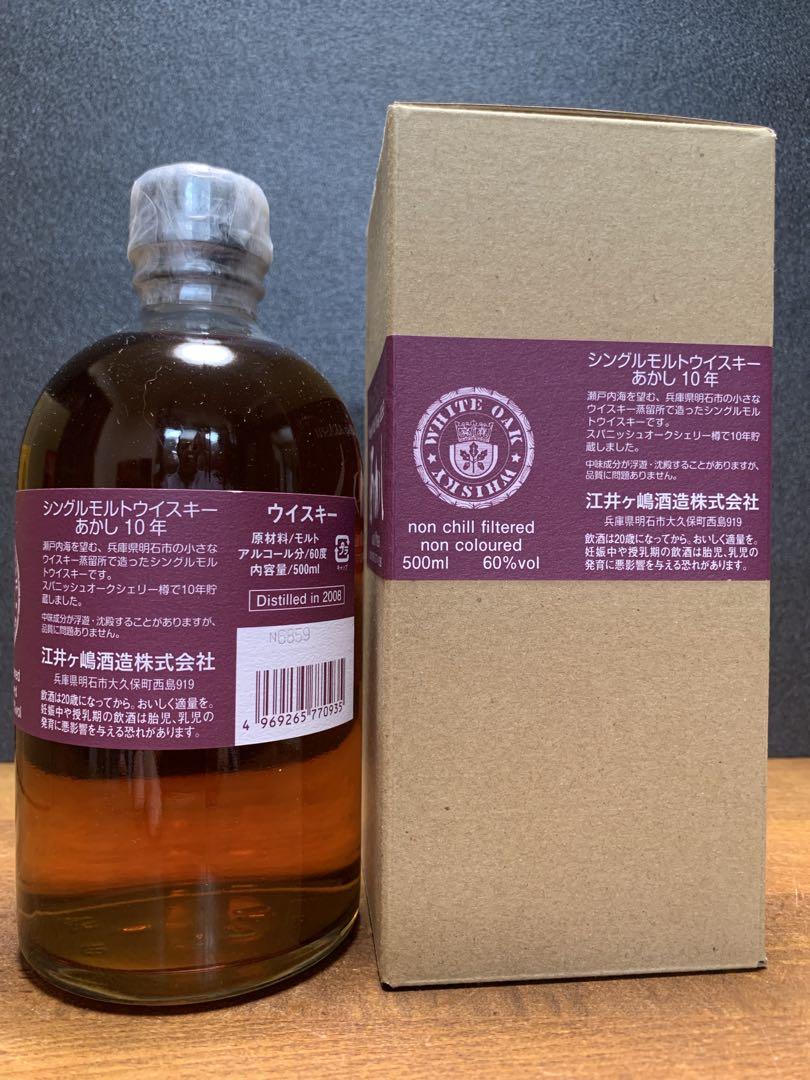 シングルモルトウイスキー
あかし 10 年
瀬戸内海を望む、兵庫県明石市の小さな
ウイスキー蒸留所で造ったシングルモル
トウイスキーです。
スパニッシュオークシェリー樽で10年貯
蔵しました。
中味成分が浮遊・沈殿することがありますが、
品質に問題ありません。
江井ヶ嶋酒造株式会社
兵庫県明石市大久保町西島919
飲酒は20歳になってから。おいしく適量を。
妊娠中や授乳期の飲酒は胎児、乳児の
発育に悪影響を与える恐れがあります。
ウイスキー
原材料/モルト
アルコール分/60度
内容量/500ml
プラ
キャップ
Distilled in 2008
N6859
4 969265 770935
WHITE OAK
WHISKY
non chill filtered
non coloured
500ml 60%vol
シングルモルトウイスキー
あかし 10 年
瀬戸内海を望む、兵庫県明石市の小さな
ウイスキー蒸留所で造ったシングルモル
トウイスキーです。
スパニッシュオークシェリー樽で10年貯
蔵しました。
中味成分が浮遊・沈殿することがありますが、
品質に問題ありません。
江井ヶ嶋酒造株式会社
兵庫県明石市大久保町西島919
飲酒は20歳になってから。おいしく適量を。
妊娠中や授乳期の飲酒は胎児、乳児の
発育に悪影響を与える恐れがあります。